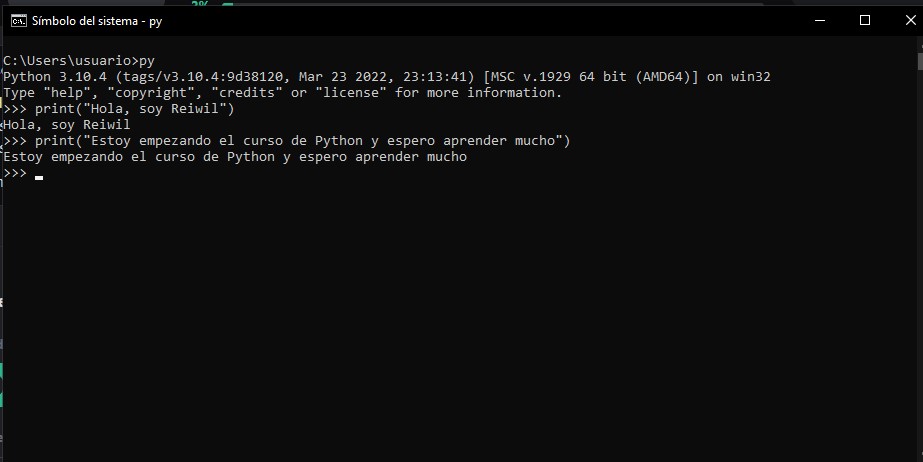 2%
Símbolo del sistema - py
C:\Users\usuario>py
Python 3.10.4 (tags/v3.10.4:9d38120, Mar 23 2022, 23:13:41) [MSC v.1929 64 bit (AMD64)] on win32
Type "help", "copyright", "credits" or "license" for more information.
>>> print("Hola, soy Reiwil")
Hola, soy Reiwil
>>> print("Estoy empezando el curso de Python y espero aprender mucho")
Estoy empezando el curso de Python y espero aprender mucho
>>>